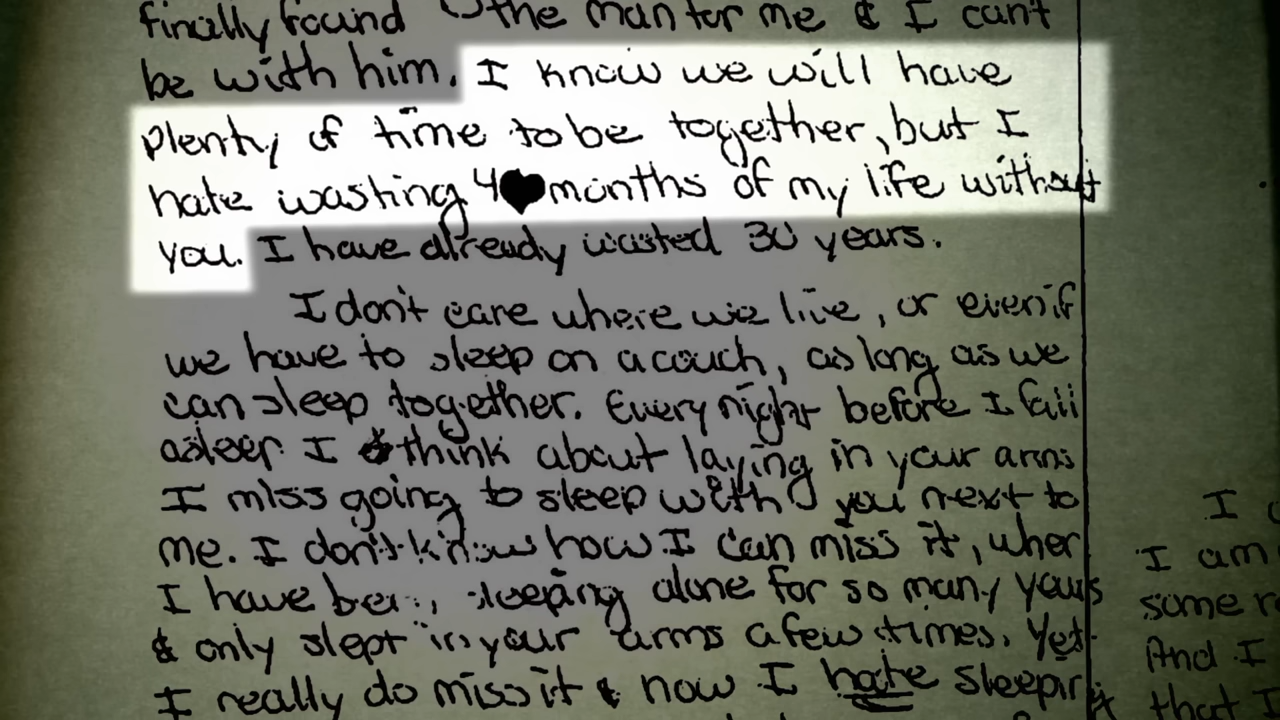 finally found the man for me & I can't
be with him. I know we will have
plenty of time to be together, but I
hate wasting 4 months of my life without
you. I have already wasted 30 years.
I don't care where we live, or even if
we have to sleep on a couch, as long as we
can sleep together. Every night before I fall
asleep I think about laying in your arms
I miss going to sleep with you next to
me. I don't know how I can miss it, when
I have been sleeping alone for so many years
& only slept in your arms a few times. Yet
I really do miss it & now I hate sleeping
I
I am
some
And I
that I